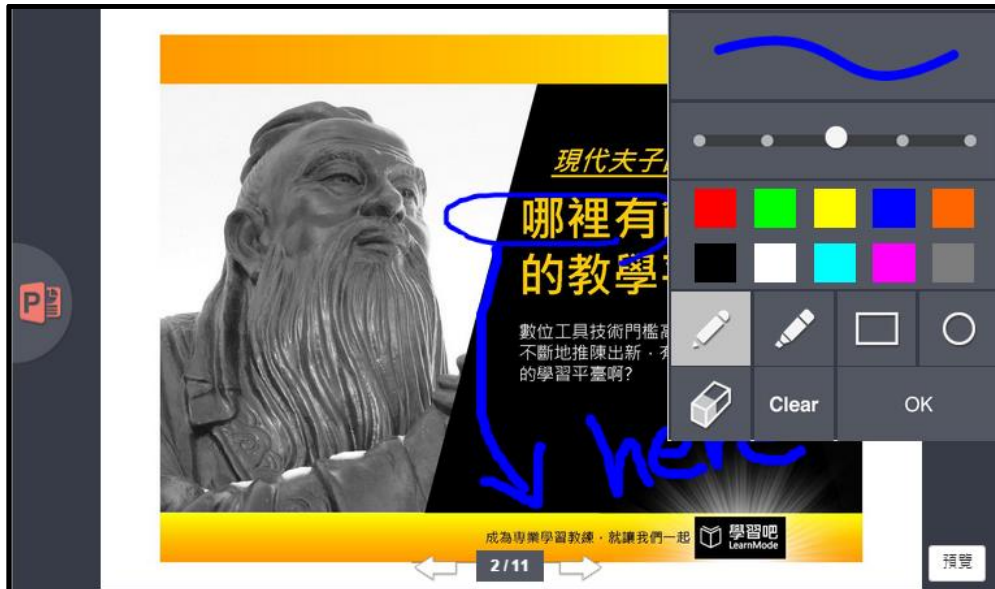 現代夫子
哪裡有
的教學
數位工具技術門檻高
不斷地推陳出新，有
的學習平臺啊?
here
Clear
OK
P
成為專業學習教練，就讓我們一起
學習吧
LearnMode
2/11
預覽